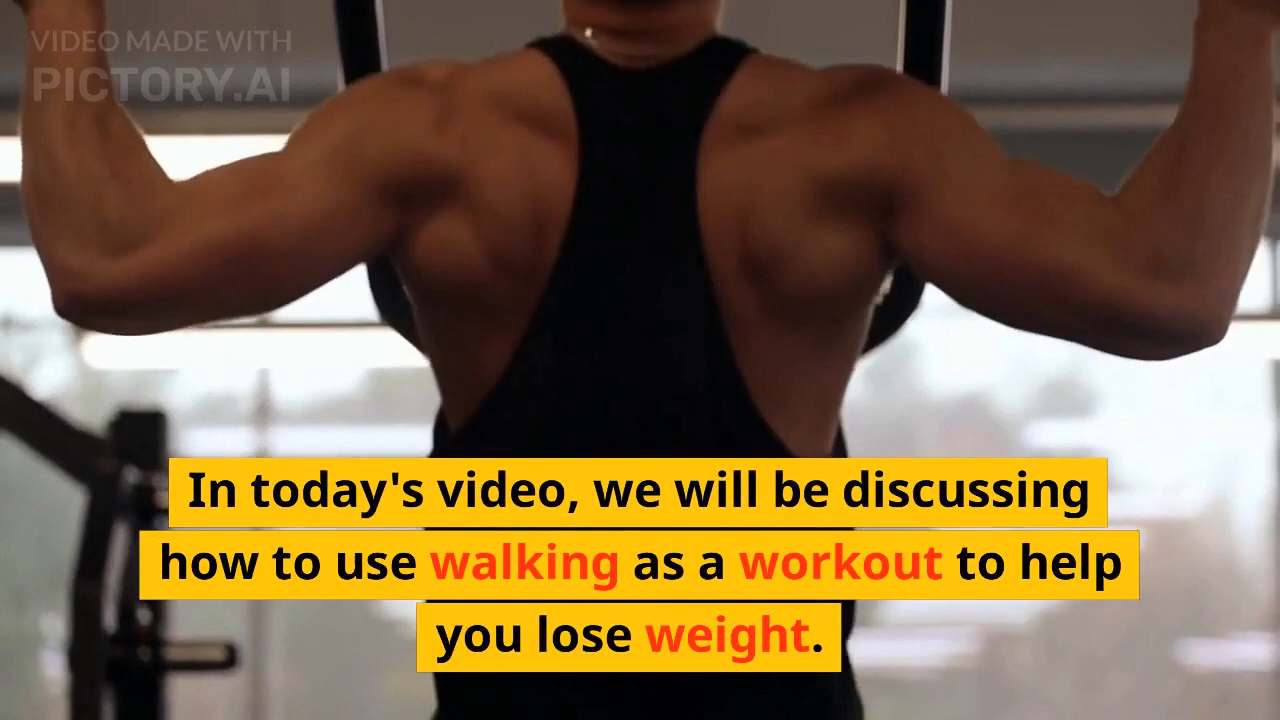 VIDEO MADE WITH
PICTORY.AI
In today's video, we will be discussing
how to use walking as a workout to help
you lose weight.